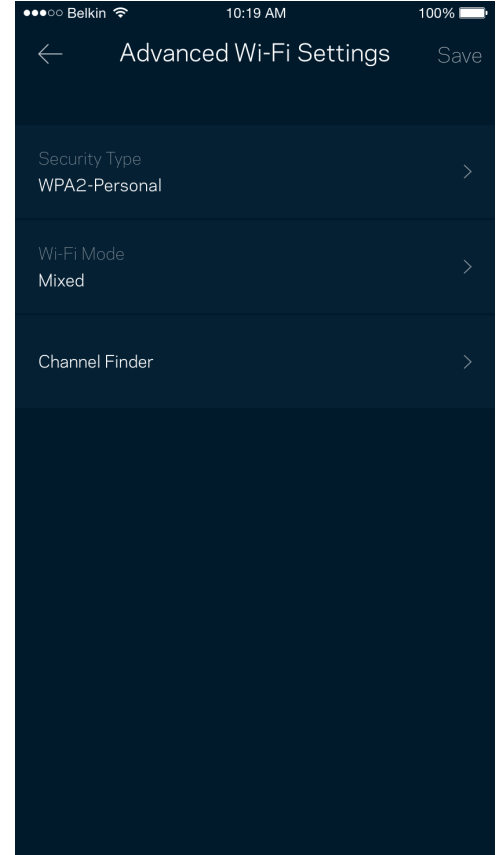 Belkin 10:19 AM 100%
Advanced Wi-Fi Settings Save
Security Type
WPA2-Personal
Wi-Fi Mode
Mixed
Channel Finder